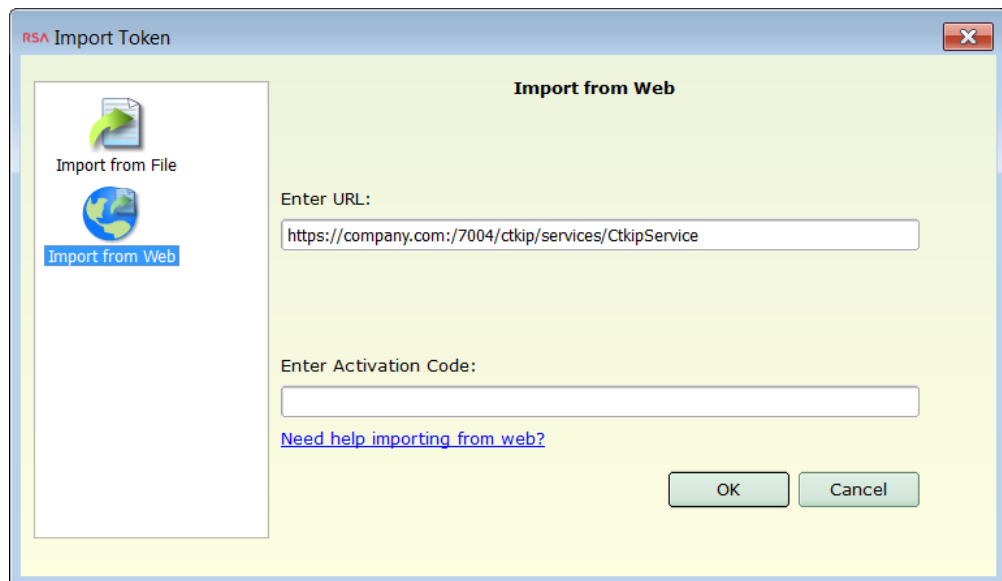 RSA Import Token
Import from Web
Import from File
Import from Web
Enter URL:
https://company.com:/7004/ctkip/services/CtkipService
Enter Activation Code:
Need help importing from web?
OK Cancel